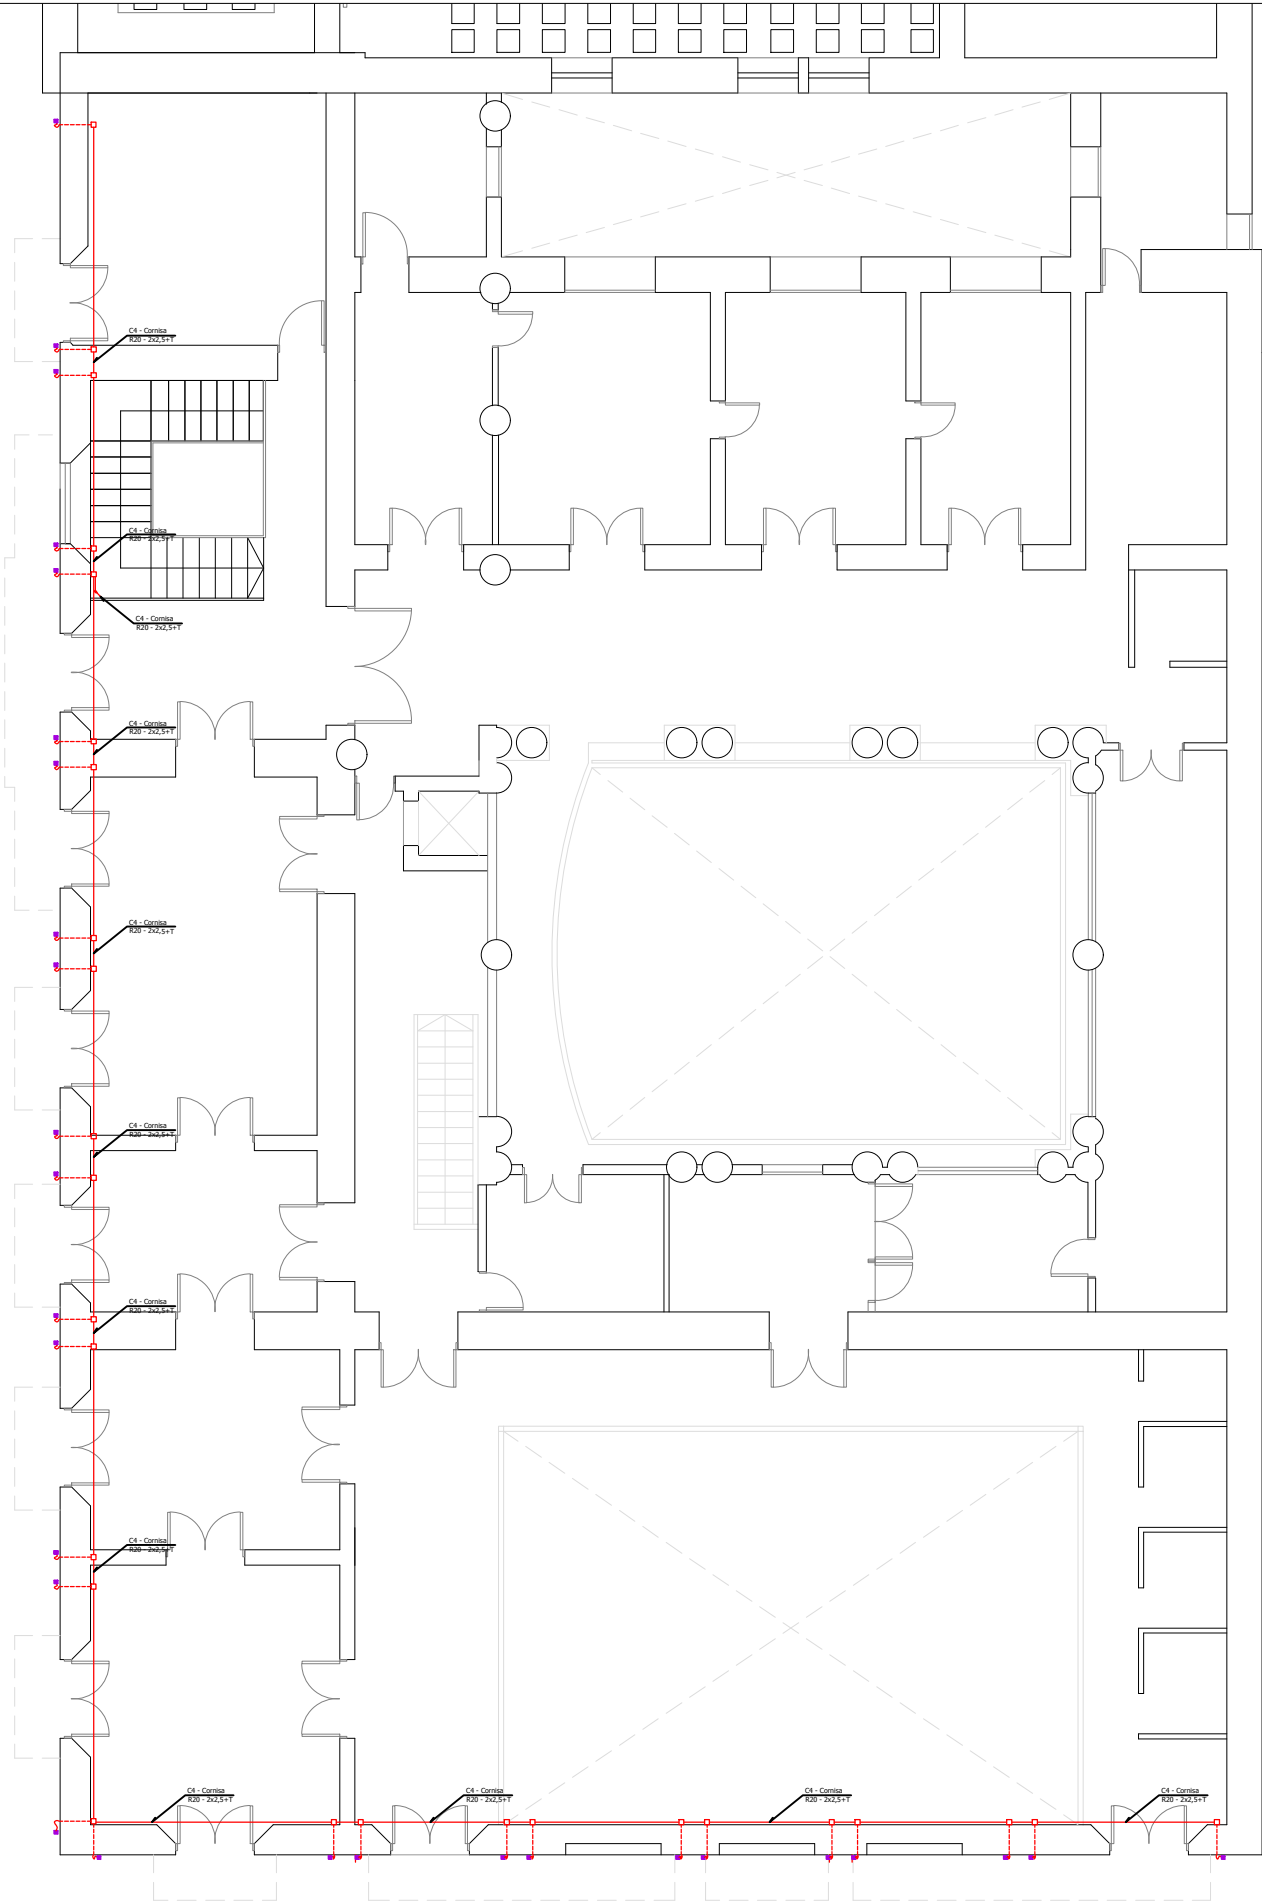 C4 - Cornisa
R20 - 2x2,5+T
C4 - Cornisa
R20 - 2x2,5+T
C4 - Cornisa
R20 - 2x2,5+T
C4 - Cornisa
R20 - 2x2,5+T
C4 - Cornisa
R20 - 2x2,5+T
C4 - Cornisa
R20 - 2x2,5+T
C4 - Cornisa
R20 - 2x2,5+T
C4 - Cornisa
R20 - 2x2,5+T
C4 - Cornisa
R20 - 2x2,5+T
C4 - Cornisa
R20 - 2x2,5+T
C4 - Cornisa
R20 - 2x2,5+T
C4 - Cornisa
R20 - 2x2,5+T